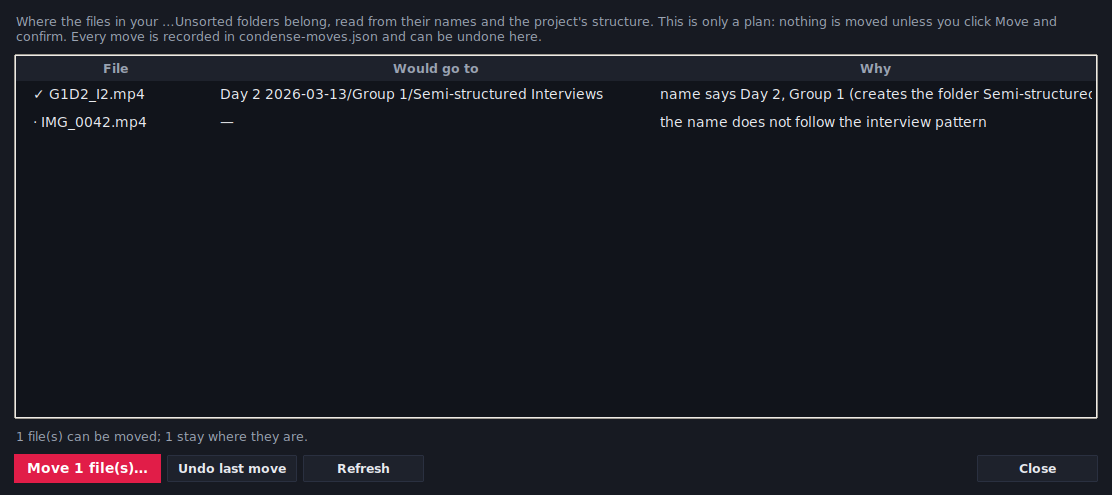 Where the files in your ...Unsorted folders belong, read from their names and the project's structure. This is only a plan: nothing is moved unless you click Move and
confirm. Every move is recorded in condense-moves.json and can be undone here.
File Would go to Why
✓ G1D2_I2.mp4 Day 2 2026-03-13/Group 1/Semi-structured Interviews name says Day 2, Group 1 (creates the folder Semi-structured
· IMG_0042.mp4 — the name does not follow the interview pattern
1 file(s) can be moved; 1 stay where they are.
Move 1 file(s)... Undo last move Refresh Close